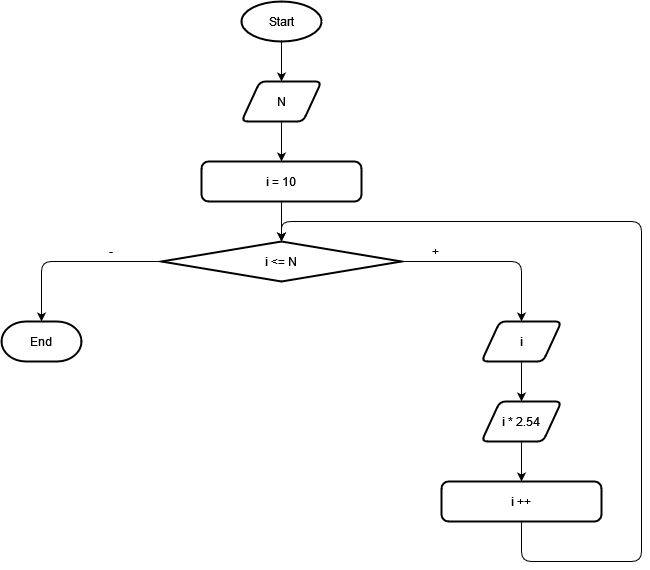 Start
N
i = 10
i <= N
-
+
End
i
i * 2.54
i ++